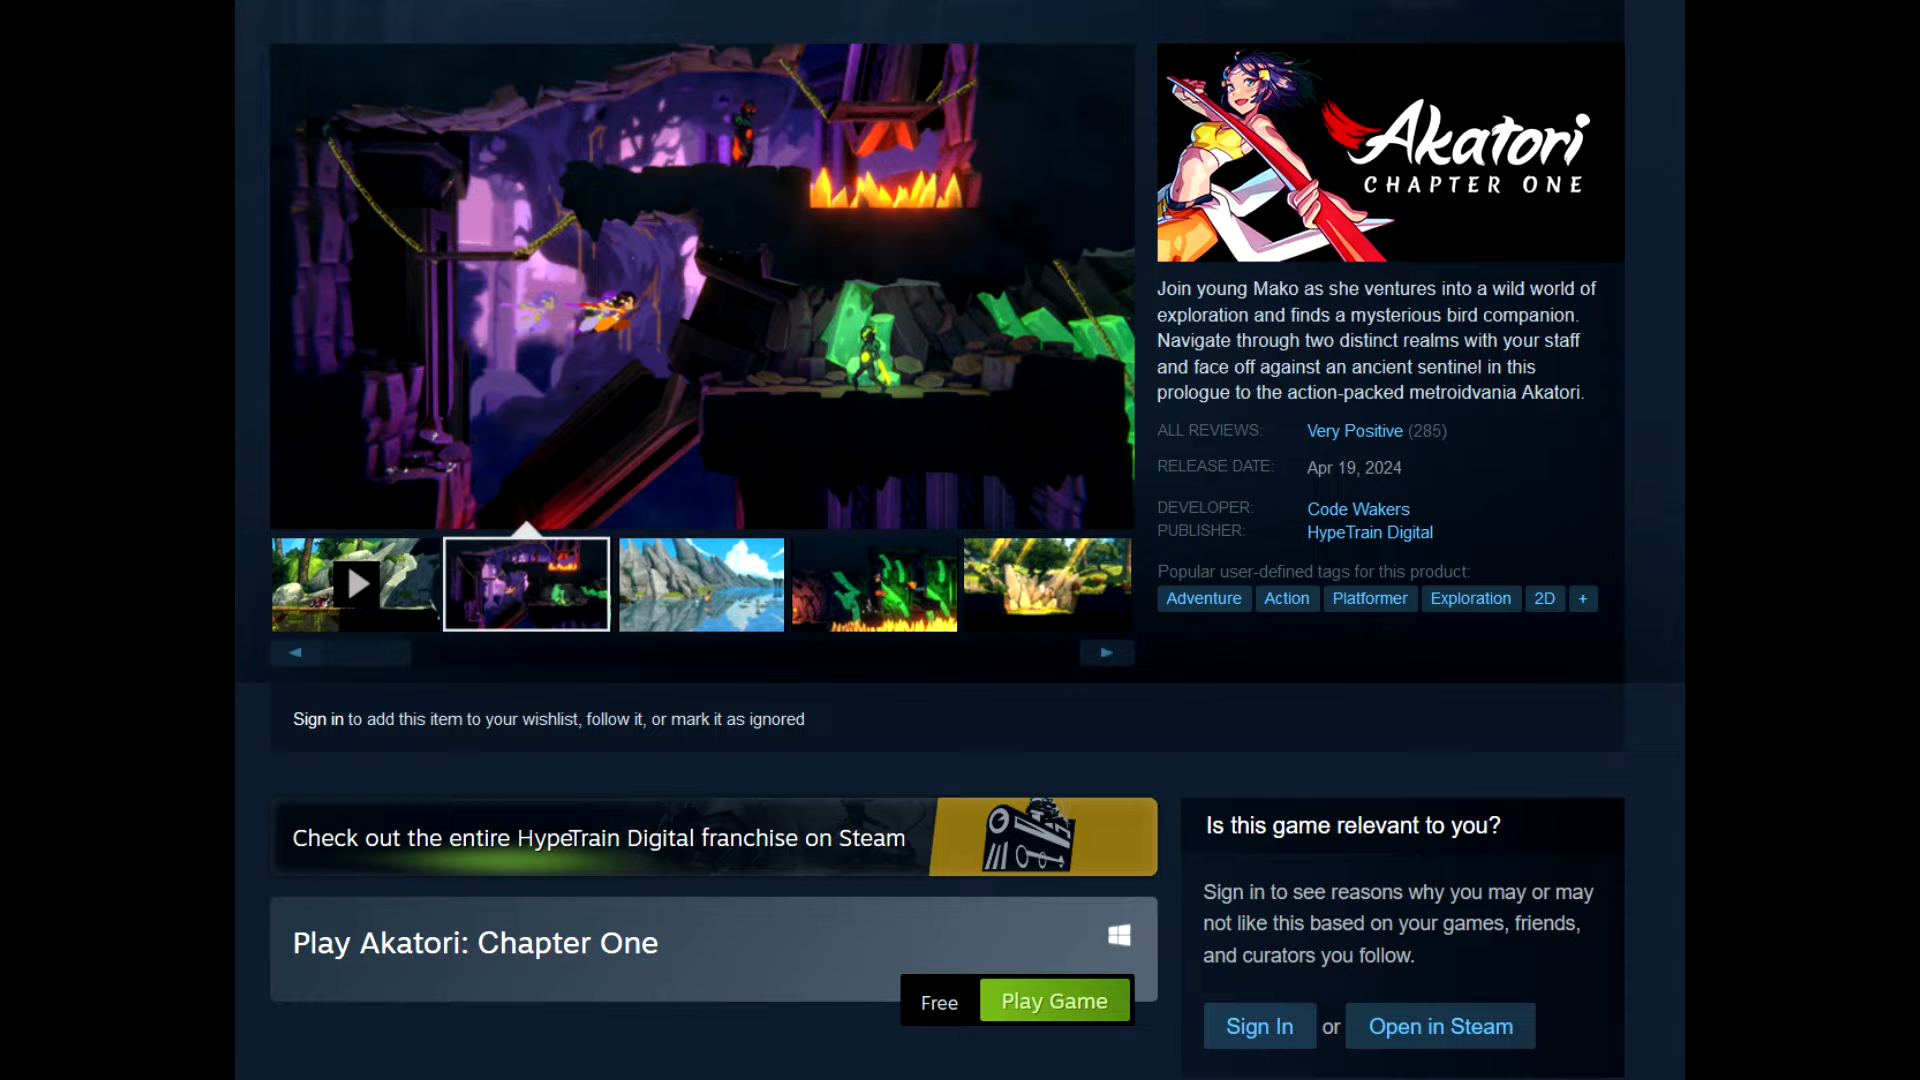 Akatori
CHAPTER ONE
Join young Mako as she ventures into a wild world of
exploration and finds a mysterious bird companion.
Navigate through two distinct realms with your staff
and face off against an ancient sentinel in this
prologue to the action-packed metroidvania Akatori.
ALL REVIEWS: Very Positive (285)
RELEASE DATE: Apr 19, 2024
DEVELOPER: Code Wakers
PUBLISHER: HypeTrain Digital
Popular user-defined tags for this product:
Adventure Action Platformer Exploration 2D +
Sign in to add this item to your wishlist, follow it, or mark it as ignored
Check out the entire HypeTrain Digital franchise on Steam
Play Akatori: Chapter One
Free Play Game
Is this game relevant to you?
Sign in to see reasons why you may or may
not like this based on your games, friends,
and curators you follow.
Sign In or Open in Steam